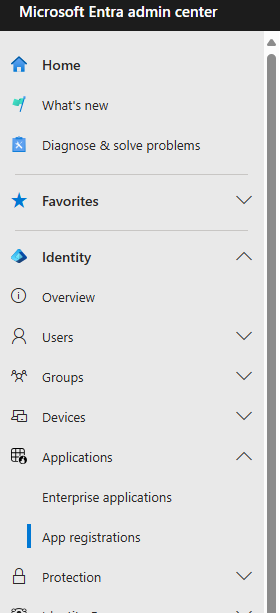 Microsoft Entra admin center
Home
What's new
Diagnose & solve problems
Favorites
Identity
Overview
Users
Groups
Devices
Applications
Enterprise applications
App registrations
Protection